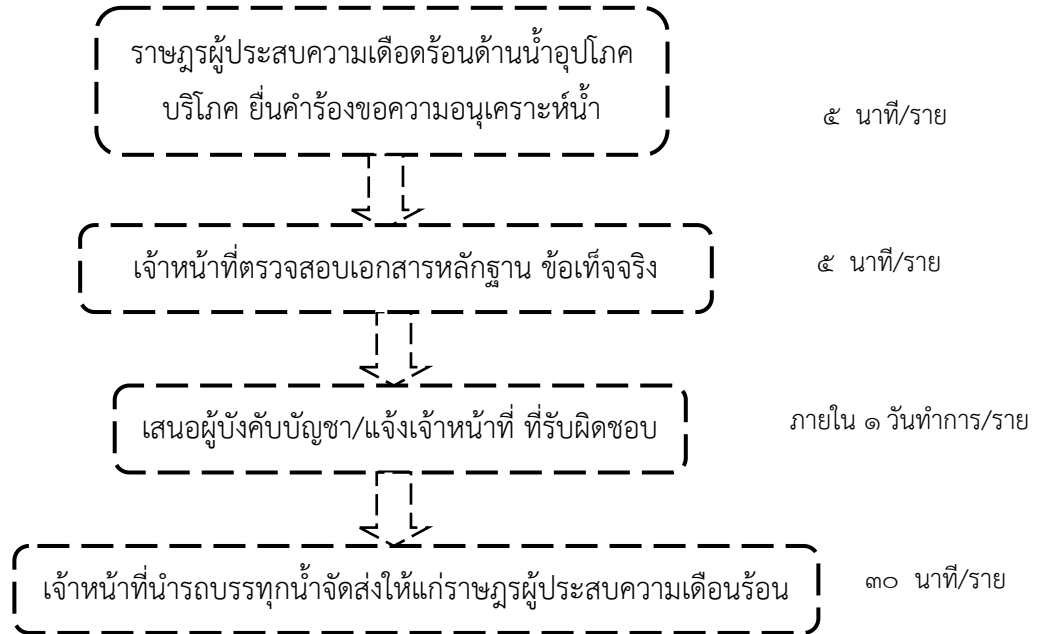 ราษฎรผู้ประสบความเดือดร้อนด้านน้ำอุปโภค
บริโภค ยื่นคำร้องขอความอนุเคราะห์น้ำ
๕ นาที/ราย
เจ้าหน้าที่ตรวจสอบเอกสารหลักฐาน ข้อเท็จจริง
๕ นาที/ราย
เสนอผู้บังคับบัญชา/แจ้งเจ้าหน้าที่ ที่รับผิดชอบ
ภายใน ๑ วันทำการ/ราย
เจ้าหน้าที่นำรถบรรทุกน้ำจัดส่งให้แก่ราษฎรผู้ประสบความเดือนร้อน
๓๐ นาที/ราย